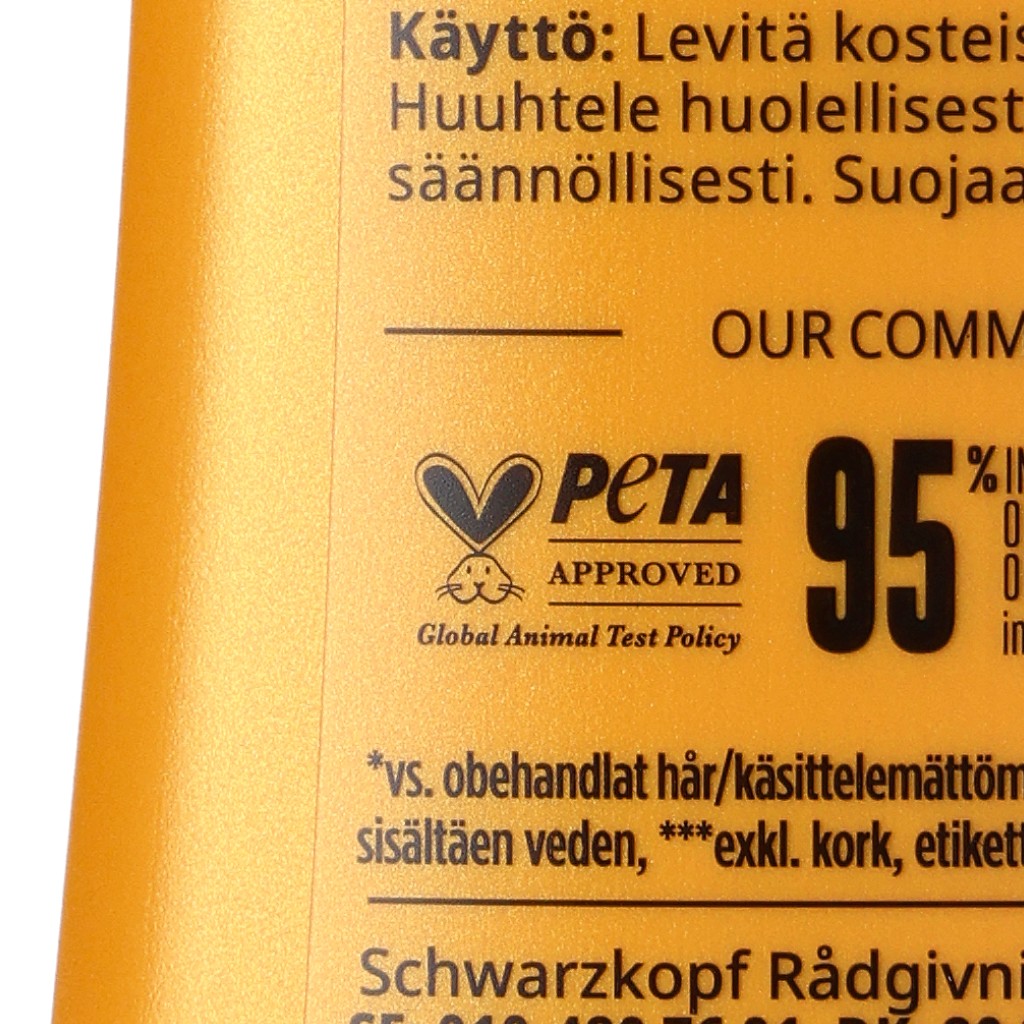 Käyttö: Levitä kosteis
Huuhtele huolellisest
säännöllisesti. Suojaa
OUR COMM
PETA
APPROVED
Global Animal Test Policy
95%
*vs. obehandlat hår/käsittelemättöm
sisältäen veden, ***exkl. kork, etikett
Schwarzkopf Rådgivni